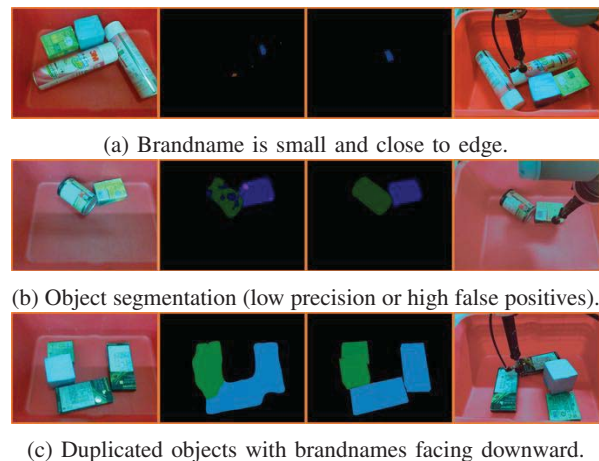 (a) Brandname is small and close to edge.
(b) Object segmentation (low precision or high false positives).
(c) Duplicated objects with brandnames facing downward.